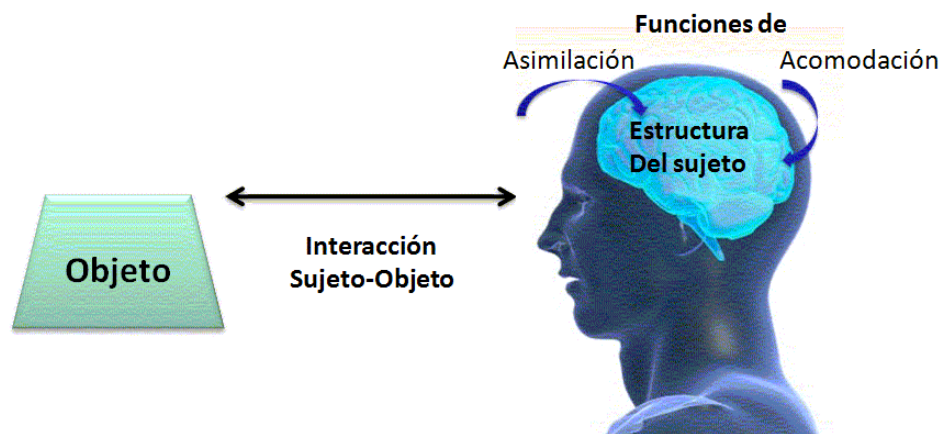 Funciones de
Asimilación
Acomodación
Estructura
Del sujeto
Objeto
Interacción
Sujeto-Objeto